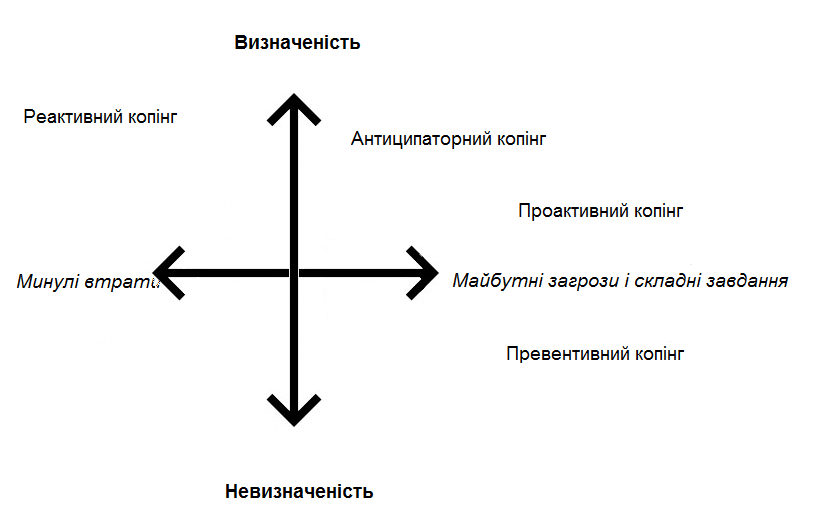 Визначеність
Реактивний копінг
Антиципаторний копінг
Проактивний копінг
Минулі втрати
Майбутні загрози і складні завдання
Превентивний копінг
Невизначеність